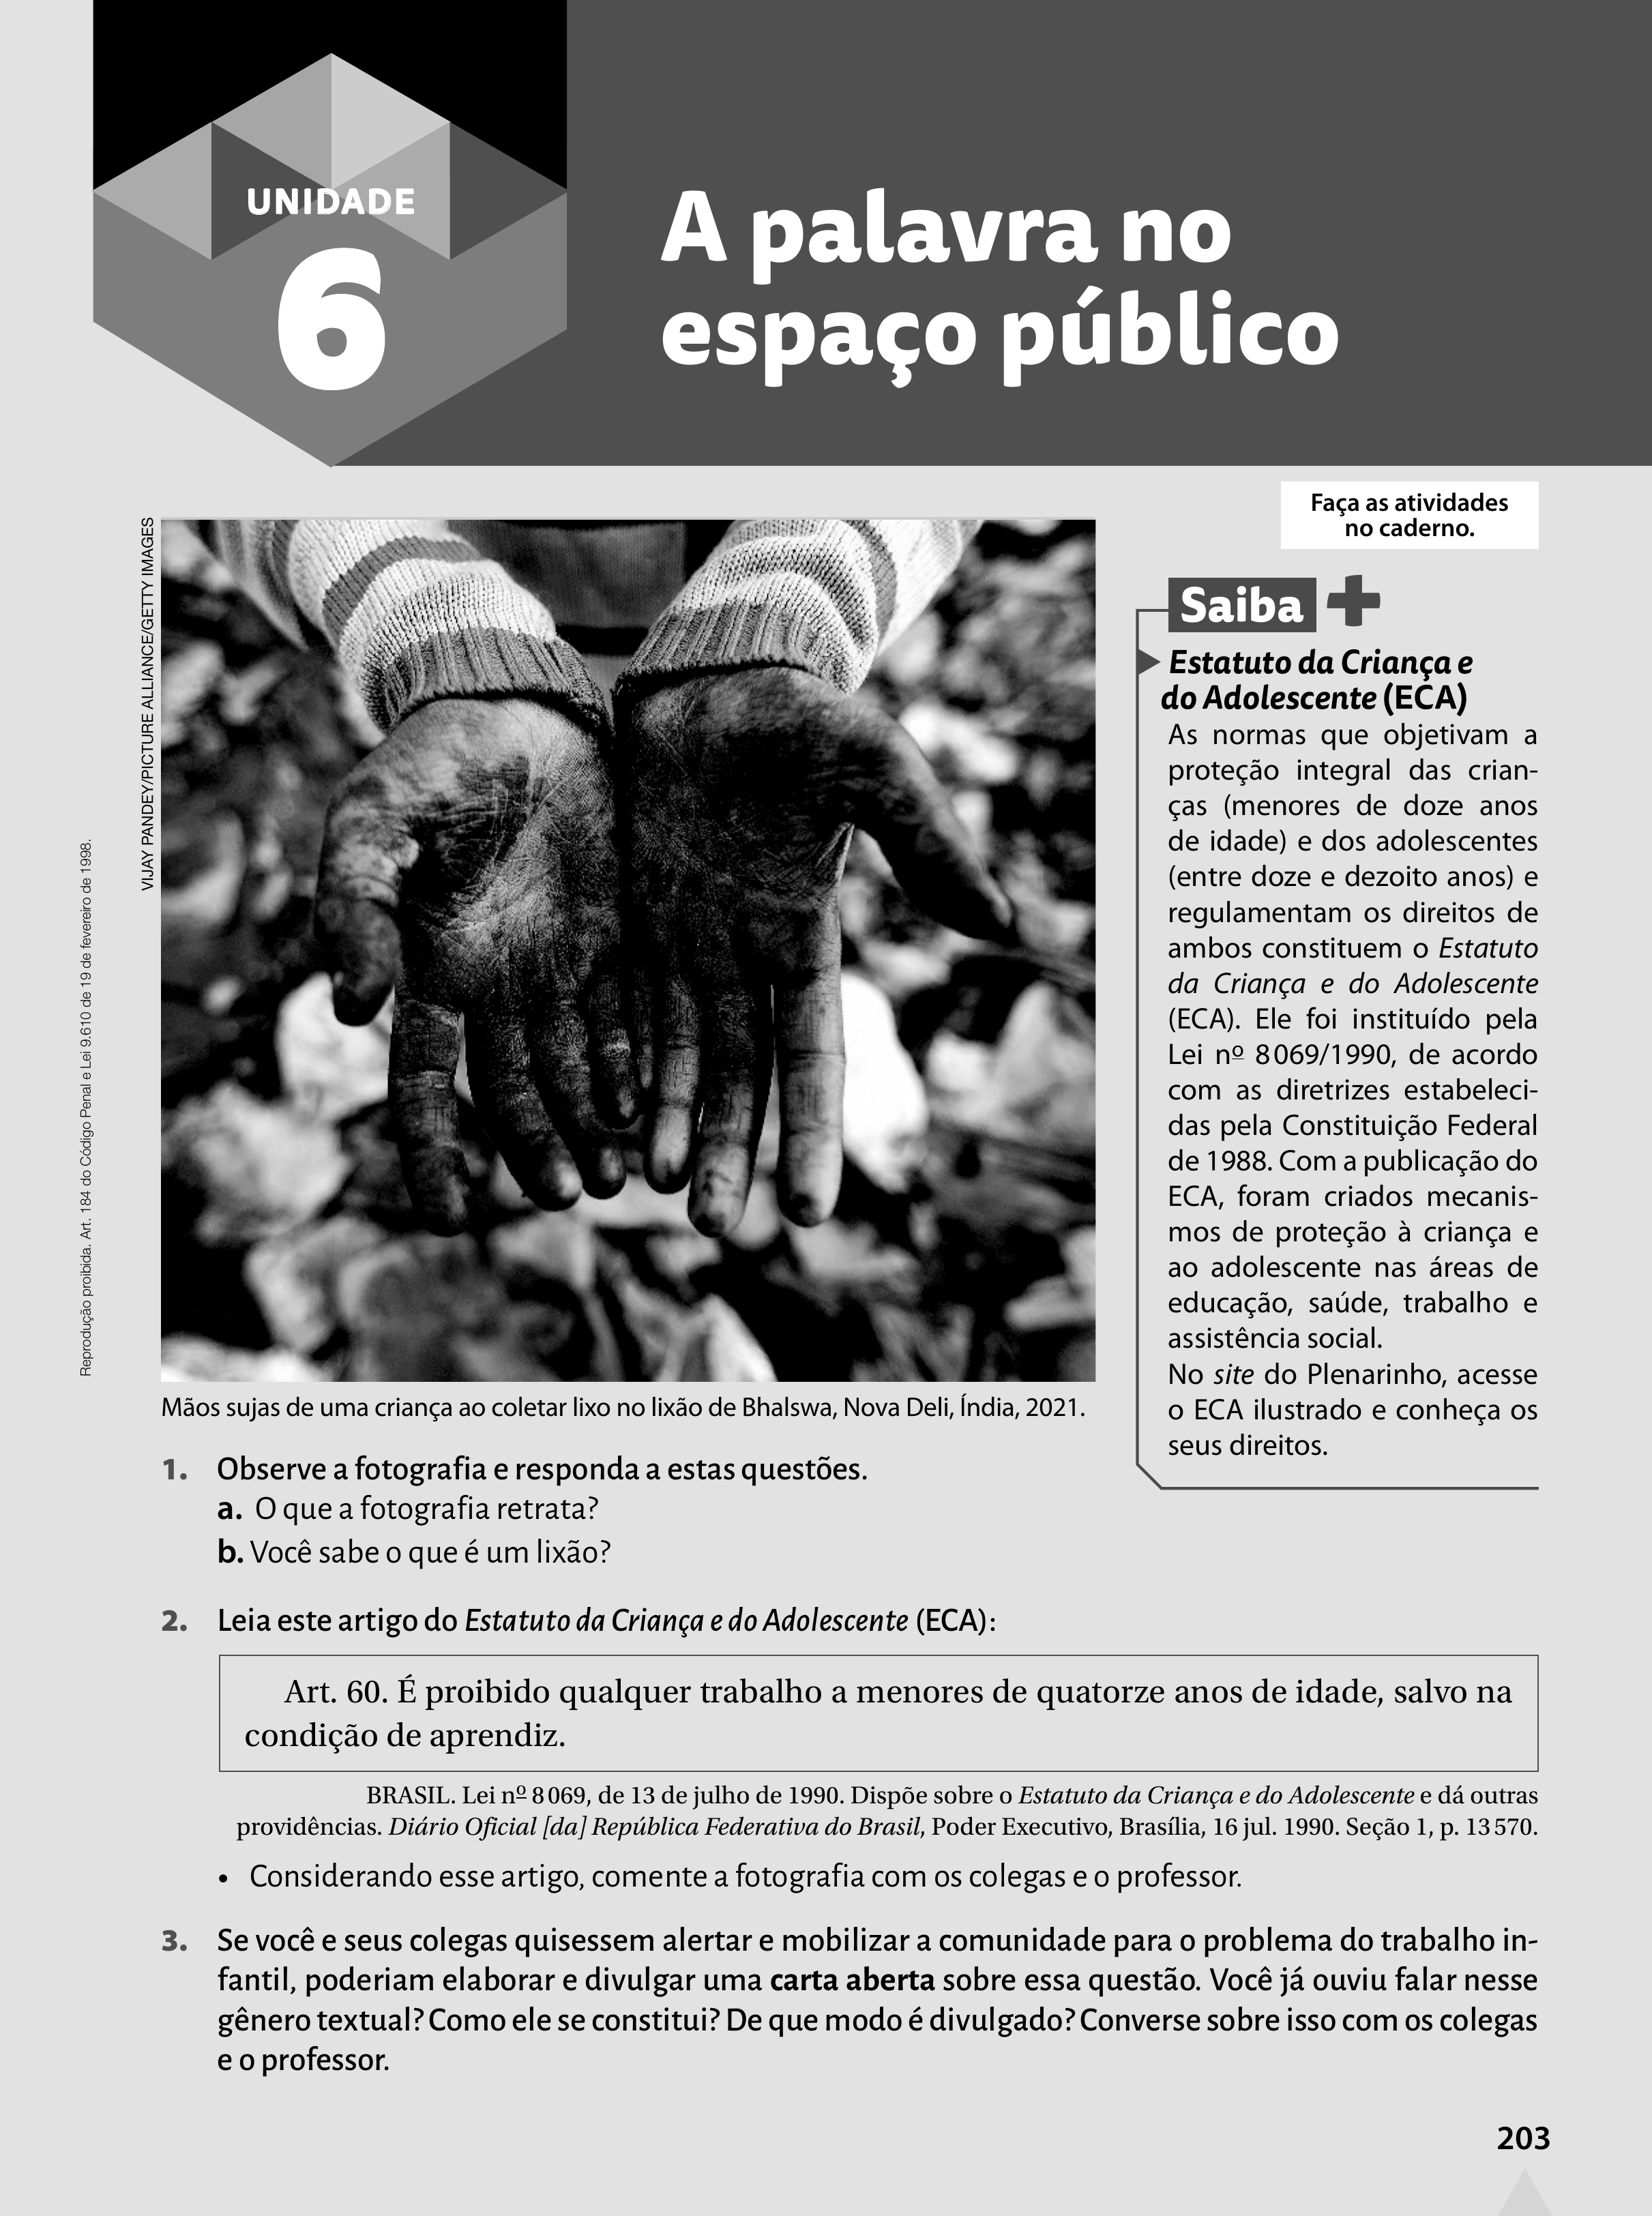 UNIDADE
6
A palavra no
espaço público
Faça as atividades
no caderno.
VIJAY PANDEY/PICTURE ALLIANCE/GETTY IMAGES
Reprodução proibida. Art. 184 do Código Penal e Lei 9.610 de 19 de fevereiro de 1998.
Saiba +
Estatuto da Criança e
do Adolescente (ECA)
As normas que objetivam a
proteção integral das crian-
ças (menores de doze anos
de idade) e dos adolescentes
(entre doze e dezoito anos) e
regulamentam os direitos de
ambos constituem o Estatuto
da Criança e do Adolescente
(ECA). Ele foi instituído pela
Lei nº 8069/1990, de acordo
com as diretrizes estabeleci-
das pela Constituição Federal
de 1988. Com a publicação do
ECA, foram criados mecanis-
mos de proteção à criança e
ao adolescente nas áreas de
educação, saúde, trabalho e
assistência social.
No site do Plenarinho, acesse
o ECA ilustrado e conheça os
seus direitos.
Mãos sujas de uma criança ao coletar lixo no lixão de Bhalswa, Nova Deli, Índia, 2021.
1. Observe a fotografia e responda a estas questões.
a. O que a fotografia retrata?
b. Você sabe o que é um lixão?
2. Leia este artigo do Estatuto da Criança e do Adolescente (ECA):
Art. 60. É proibido qualquer trabalho a menores de quatorze anos de idade, salvo na
condição de aprendiz.
BRASIL. Lei nº 8069, de 13 de julho de 1990. Dispõe sobre o Estatuto da Criança e do Adolescente e dá outras
providências. Diário Oficial [da] República Federativa do Brasil, Poder Executivo, Brasília, 16 jul. 1990. Seção 1, p. 13570.
• Considerando esse artigo, comente a fotografia com os colegas e o professor.
3. Se você e seus colegas quisessem alertar e mobilizar a comunidade para o problema do trabalho in-
fantil, poderiam elaborar e divulgar uma carta aberta sobre essa questão. Você já ouviu falar nesse
gênero textual? Como ele se constitui? De que modo é divulgado? Converse sobre isso com os colegas
e o professor.
203